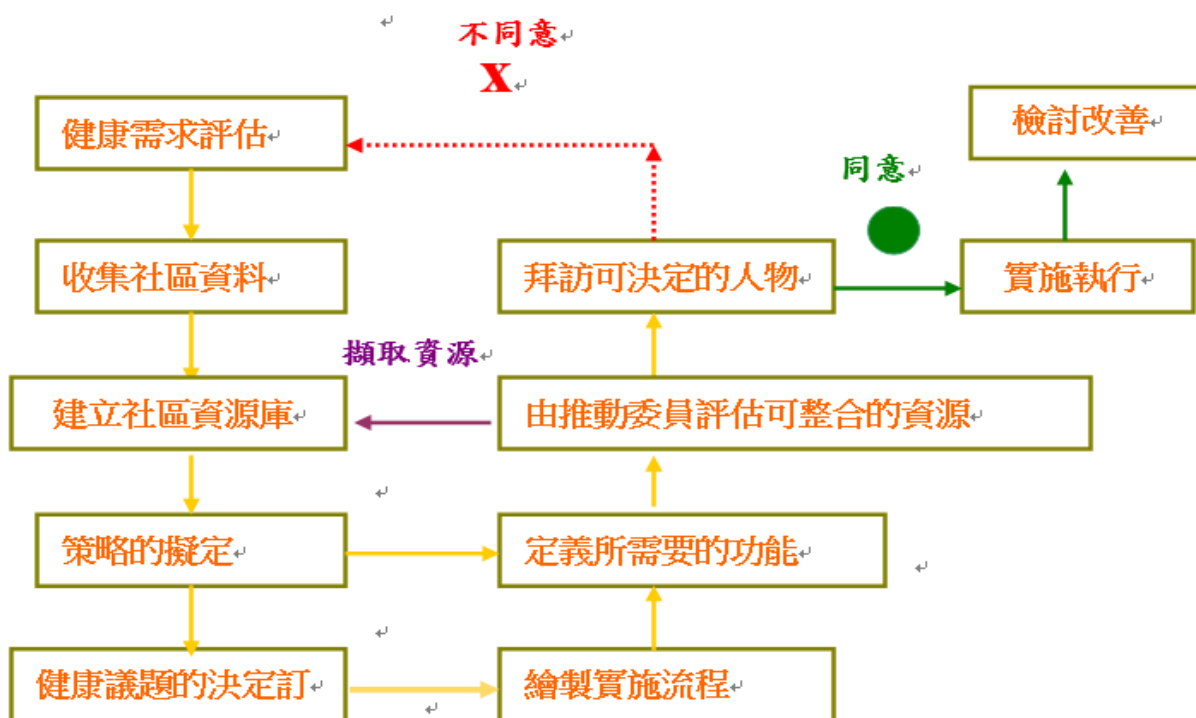 不同意
X
健康需求評估
檢討改善
同意
收集社區資料
拜訪可決定的人物
實施執行
擷取資源
建立社區資源庫
由推動委員評估可整合的資源
策略的擬定
定義所需要的功能
健康議題的決定訂
繪製實施流程